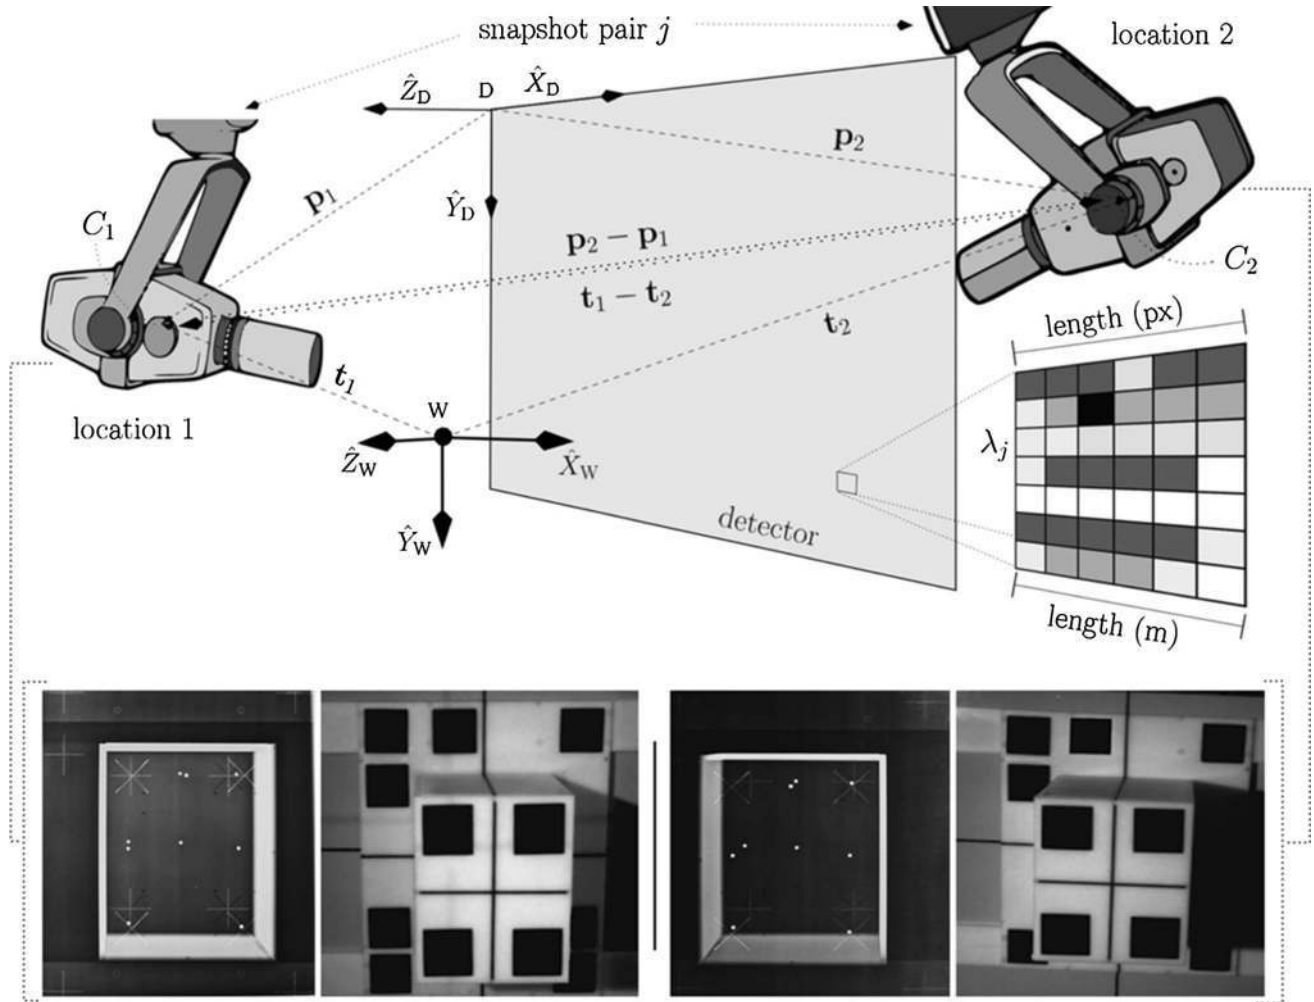 snapshot pair j
location 2
Ẑ_D
D
X̂_D
p₂
p₁
Ŷ_D
C₁
p₂ − p₁
C₂
t₁ − t₂
length (px)
t₂
t₁
location 1
W
λ_j
Ẑ_W
X̂_W
Ŷ_W
detector
length (m)